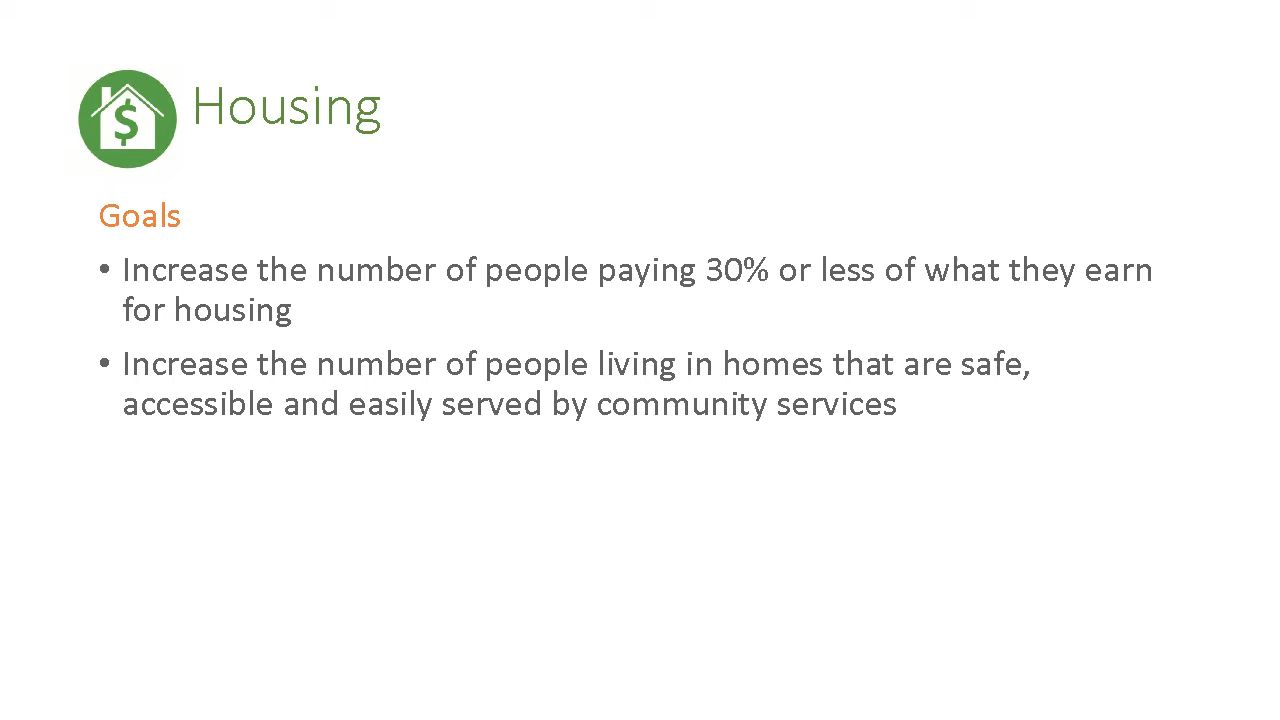 $ Housing
Goals
• Increase the number of people paying 30% or less of what they earn
for housing
• Increase the number of people living in homes that are safe,
accessible and easily served by community services